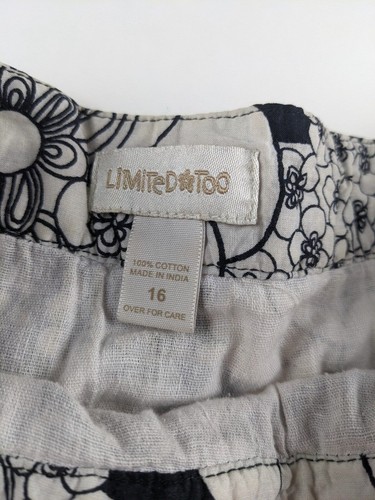 LiMiTeD TOO
100% COTTON
MADE IN INDIA
16
OVER FOR CARE